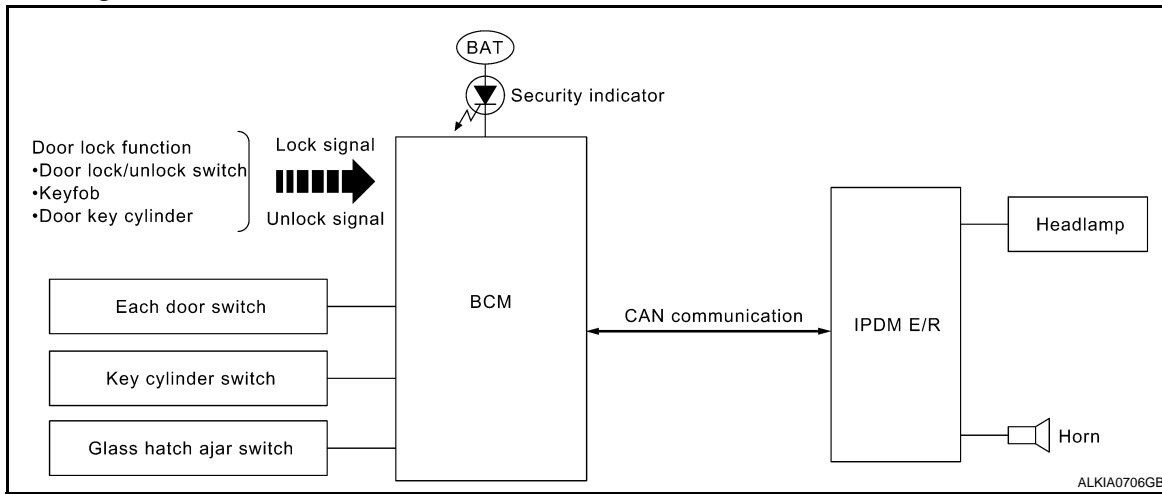 BAT
Security indicator
Door lock function
•Door lock/unlock switch
•Keyfob
•Door key cylinder
Lock signal
Unlock signal
Each door switch
Key cylinder switch
Glass hatch ajar switch
BCM
CAN communication
IPDM E/R
Headlamp
Horn
ALKIA0706GB